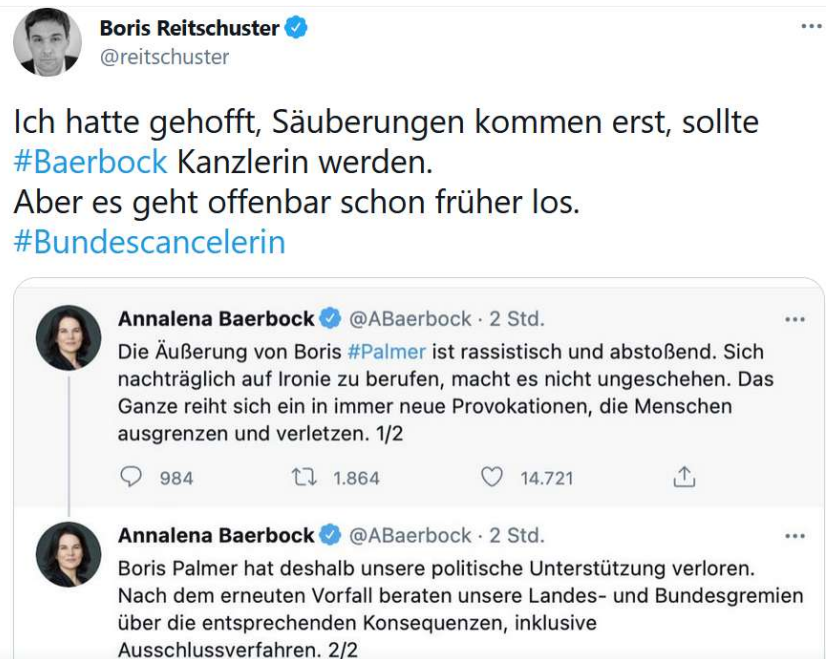 Boris Reitschuster
@reitschuster
Ich hatte gehofft, Säuberungen kommen erst, sollte
#Baerbock Kanzlerin werden.
Aber es geht offenbar schon früher los.
#Bundescancelerin
Annalena Baerbock @ABaerbock · 2 Std.
Die Äußerung von Boris #Palmer ist rassistisch und abstoßend. Sich
nachträglich auf Ironie zu berufen, macht es nicht ungeschehen. Das
Ganze reiht sich ein in immer neue Provokationen, die Menschen
ausgrenzen und verletzen. 1/2
984 1.864 14.721
Annalena Baerbock @ABaerbock · 2 Std.
Boris Palmer hat deshalb unsere politische Unterstützung verloren.
Nach dem erneuten Vorfall beraten unsere Landes- und Bundesgremien
über die entsprechenden Konsequenzen, inklusive
Ausschlussverfahren. 2/2